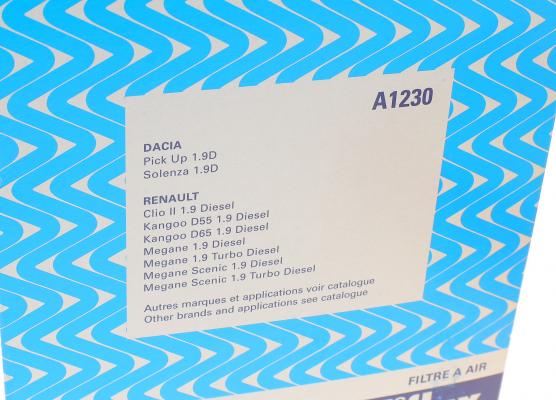 A1230
DACIA
Pick Up 1.9D
Solenza 1.9D
RENAULT
Clio II 1.9 Diesel
Kangoo D55 1.9 Diesel
Kangoo D65 1.9 Diesel
Megane 1.9 Diesel
Megane 1.9 Turbo Diesel
Megane Scenic 1.9 Diesel
Megane Scenic 1.9 Turbo Diesel
Autres marques et applications voir catalogue
Other brands and applications see catalogue
FILTRE A AIR